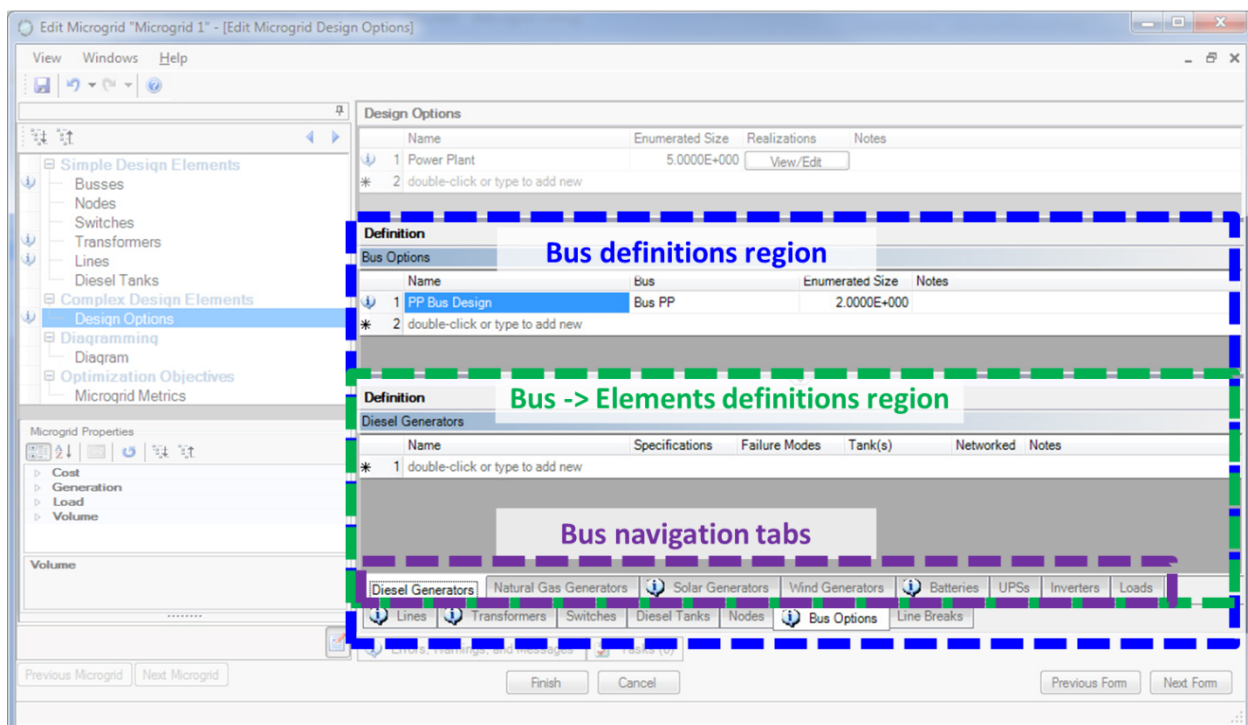 Edit Microgrid "Microgrid 1" - [Edit Microgrid Design Options]
View Windows Help
Design Options
Name Enumerated Size Realizations Notes
1 Power Plant 5.0000E+000 View/Edit
2 double-click or type to add new
Simple Design Elements
Busses
Nodes
Switches
Transformers
Lines
Diesel Tanks
Complex Design Elements
Design Options
Diagramming
Diagram
Optimization Objectives
Microgrid Metrics
Microgrid Properties
Cost
Generation
Load
Volume
Volume
Definition
Bus definitions region
Bus Options
Name Bus Enumerated Size Notes
1 PP Bus Design Bus PP 2.0000E+000
2 double-click or type to add new
Definition
Bus -> Elements definitions region
Diesel Generators
Name Specifications Failure Modes Tank(s) Networked Notes
1 double-click or type to add new
Bus navigation tabs
Diesel Generators Natural Gas Generators Solar Generators Wind Generators Batteries UPSs Inverters Loads
Lines Transformers Switches Diesel Tanks Nodes Bus Options Line Breaks
Errors, Warnings, and Messages Tasks (0)
Previous Microgrid Next Microgrid Finish Cancel Previous Form Next Form